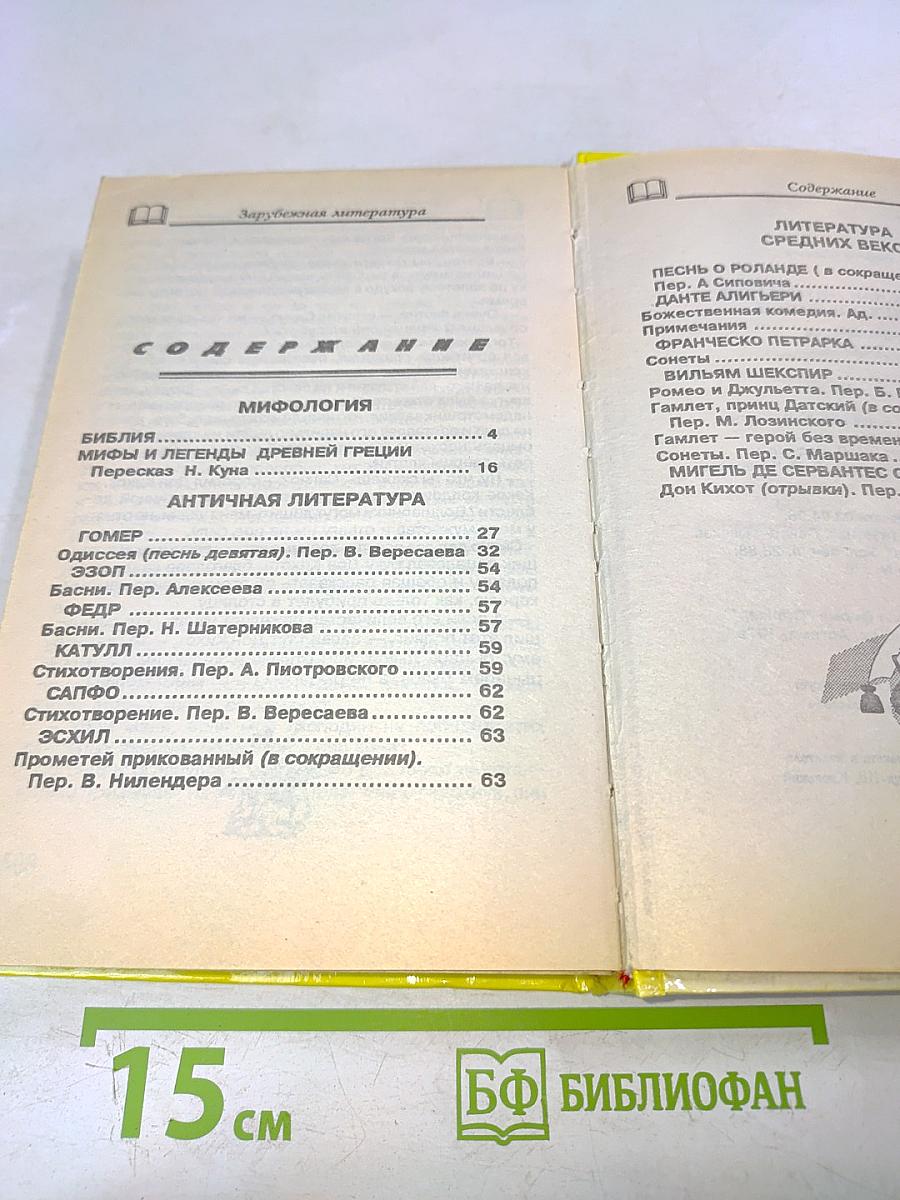 Зарубежная литература
СОДЕРЖАНИЕ
МИФОЛОГИЯ
БИБЛИЯ........................................................ 4
МИФЫ И ЛЕГЕНДЫ ДРЕВНЕЙ ГРЕЦИИ
Пересказ Н. Куна................................ 16
АНТИЧНАЯ ЛИТЕРАТУРА
ГОМЕР................................................ 27
Одиссея (песнь девятая). Пер. В. Вересаева 32
ЭЗОП................................................ 54
Басни. Пер. Алексеева................................ 54
ФЕДР................................................ 57
Басни. Пер. Н. Шатерникова........................ 57
КАТУЛЛ................................................ 59
Стихотворения. Пер. А. Пиотровского............ 59
САПФО................................................ 62
Стихотворение. Пер. В. Вересаева................ 62
ЭСХИЛ................................................ 63
Прометей прикованный (в сокращении).
Пер. В. Нилендера................................ 63
Содержание
ЛИТЕРАТУРА
СРЕДНИХ ВЕКО
ПЕСНЬ О РОЛАНДЕ ( в сокраще
Пер. А Сиповича................
ДАНТЕ АЛИГЬЕРИ................
Божественная комедия. Ад. ....
Примечания........................
ФРАНЧЕСКО ПЕТРАРКА........
Сонеты................................
ВИЛЬЯМ ШЕКСПИР................
Ромео и Джульетта. Пер. Б.
Гамлет, принц Датский (в со
Пер. М. Лозинского............
Гамлет — герой без времен
Сонеты. Пер. С. Маршака .
МИГЕЛЬ ДЕ СЕРВАНТЕС С
Дон Кихот (отрывки). Пер.
15 см
БФ БИБЛИОФАН